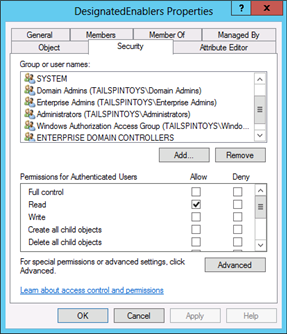 DesignatedEnablers Properties
General Members Member Of Managed By
Object Security Attribute Editor
Group or user names:
SYSTEM
Domain Admins (TAILSPINTOYS\Domain Admins)
Enterprise Admins (TAILSPINTOYS\Enterprise Admins)
Administrators (TAILSPINTOYS\Administrators)
Windows Authorization Access Group (TAILSPINTOYS\Windo...
ENTERPRISE DOMAIN CONTROLLERS
Add... Remove
Permissions for Authenticated Users Allow Deny
Full control
Read
Write
Create all child objects
Delete all child objects
For special permissions or advanced settings, click
Advanced.
Advanced
Learn about access control and permissions
OK Cancel Apply Help